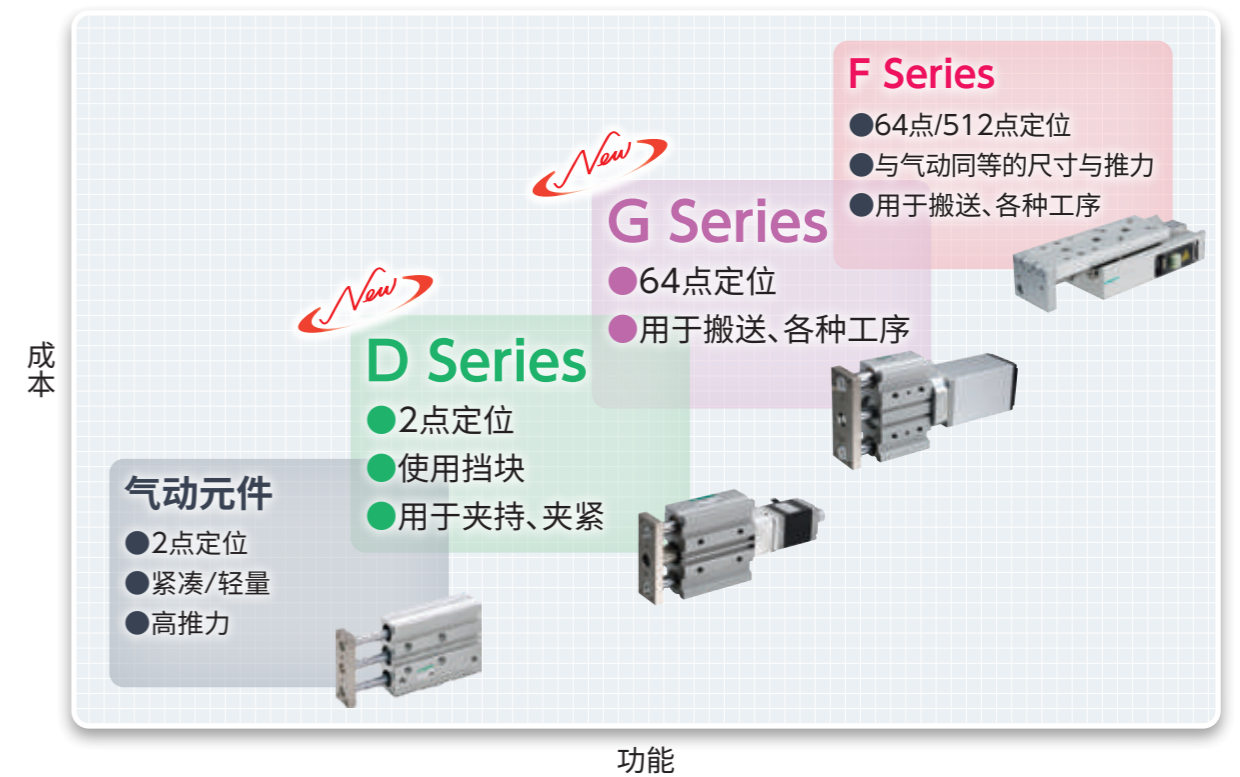 F Series
●64点/512点定位
●与气动同等的尺寸与推力
●用于搬送、各种工序
New
G Series
●64点定位
●用于搬送、各种工序
New
D Series
●2点定位
●使用挡块
●用于夹持、夹紧
气动元件
●2点定位
●紧凑/轻量
●高推力
成本
功能